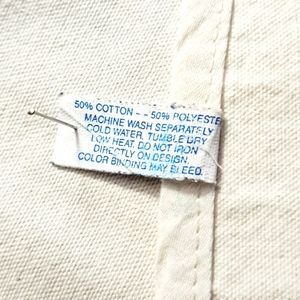 50% COTTON - - 50% POLYESTE
MACHINE WASH SEPARATELY
COLD WATER, TUMBLE DRY
LOW HEAT. DO NOT IRON
DIRECTLY ON DESIGN.
COLOR BINDING MAY BLEED.